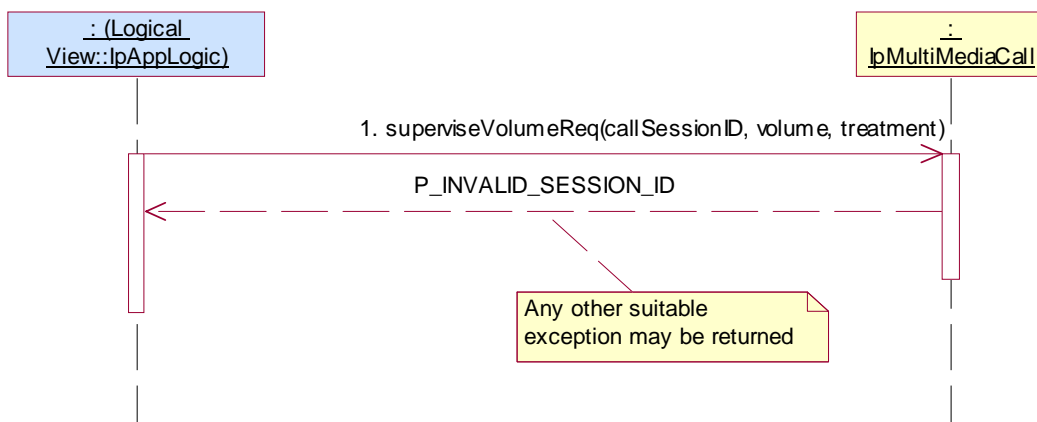 : (Logical
View::IpAppLogic)
:
IpMultiMediaCall
1. superviseVolumeReq(callSessionID, volume, treatment)
P_INVALID_SESSION_ID
Any other suitable
exception may be returned